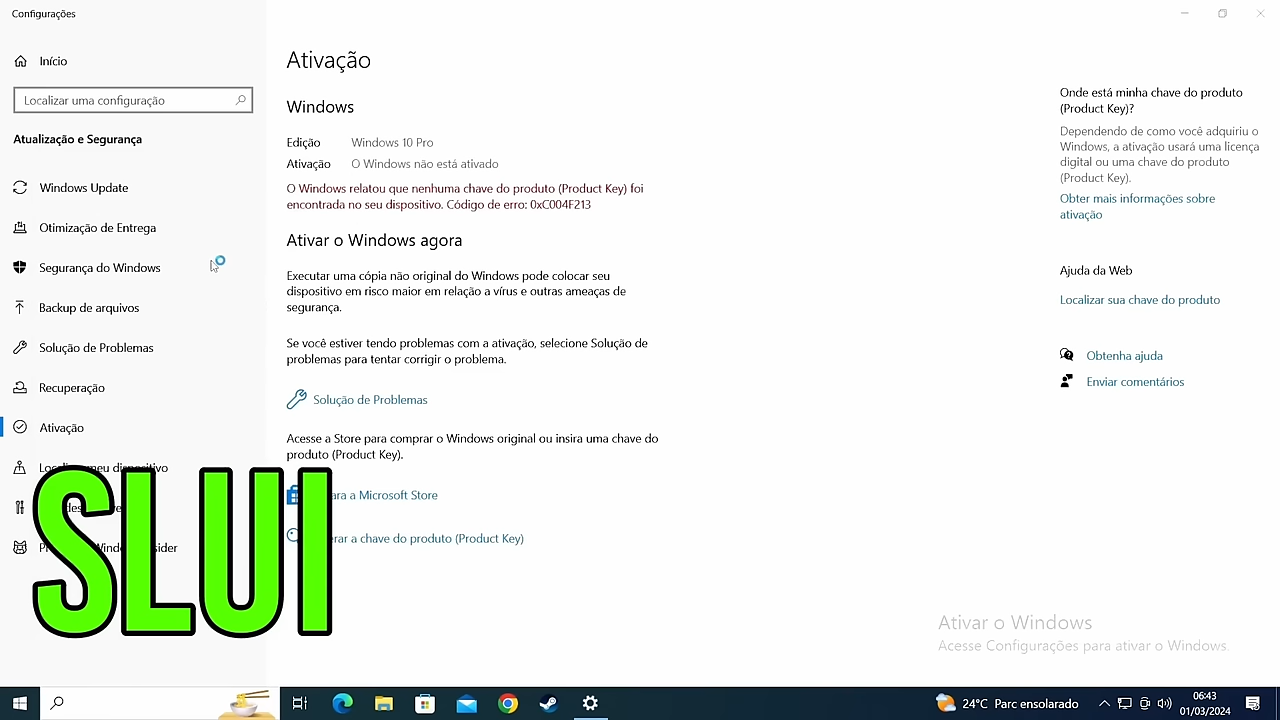 Configurações
Início
Localizar uma configuração
Atualização e Segurança
Windows Update
Otimização de Entrega
Segurança do Windows
Backup de arquivos
Solução de Problemas
Recuperação
Ativação
dispositivo
SLUI
Ativação
Windows
Edição Windows 10 Pro
Ativação O Windows não está ativado
O Windows relatou que nenhuma chave do produto (Product Key) foi
encontrada no seu dispositivo. Código de erro: 0xC004F213
Ativar o Windows agora
Executar uma cópia não original do Windows pode colocar seu
dispositivo em risco maior em relação a vírus e outras ameaças de
segurança.
Se você estiver tendo problemas com a ativação, selecione Solução de
problemas para tentar corrigir o problema.
Solução de Problemas
Acesse a Store para comprar o Windows original ou insira uma chave do
produto (Product Key).
a Microsoft Store
a chave do produto (Product Key)
Onde está minha chave do produto
(Product Key)?
Dependendo de como você adquiriu o
Windows, a ativação usará uma licença
digital ou uma chave do produto
(Product Key).
Obter mais informações sobre
ativação
Ajuda da Web
Localizar sua chave do produto
Obtenha ajuda
Enviar comentários
Ativar o Windows
Acesse Configurações para ativar o Windows.
24°C Parc ensolarado
06:43
01/03/2024